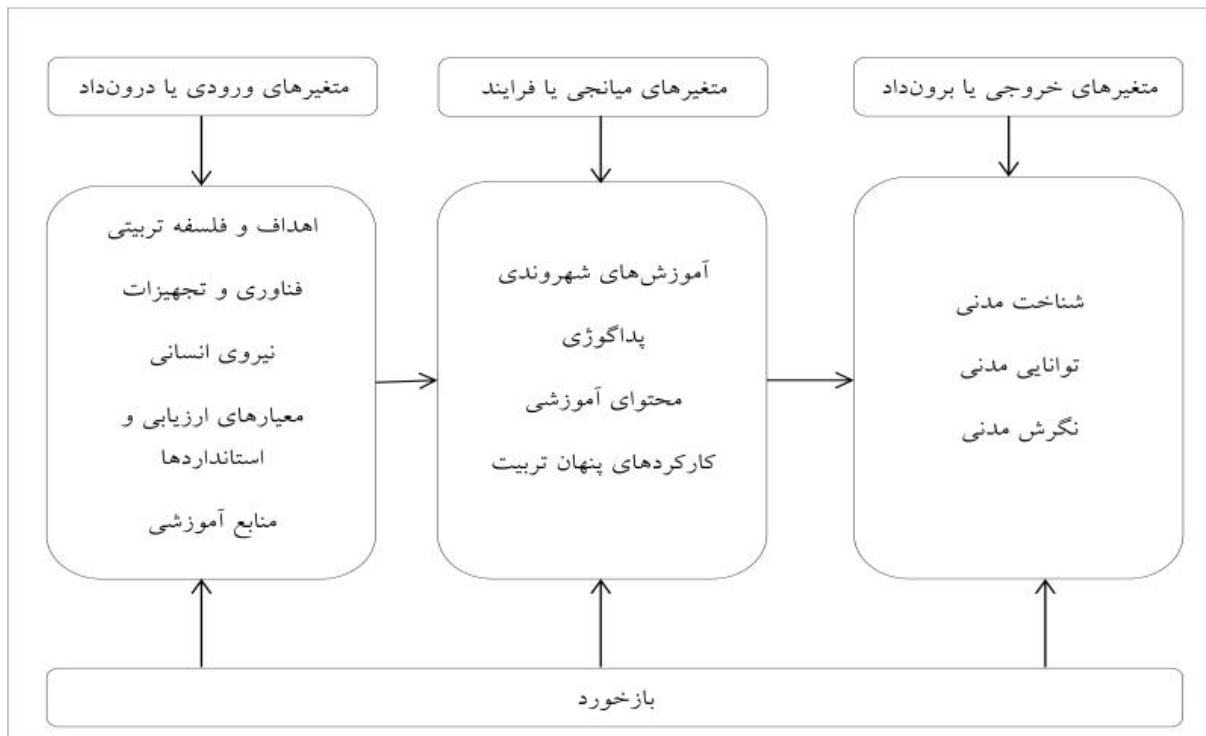 متغیرهای ورودی یا درون‌داد
متغیرهای میانجی یا فرایند
متغیرهای خروجی یا برون‌داد
اهداف و فلسفه تربیتی
فناوری و تجهیزات
نیروی انسانی
معیارهای ارزیابی و
استانداردها
منابع آموزشی
آموزش‌های شهروندی
پداگوژی
محتوای آموزشی
کارکردهای پنهان تربیت
شناخت مدنی
توانایی مدنی
نگرش مدنی
بازخورد